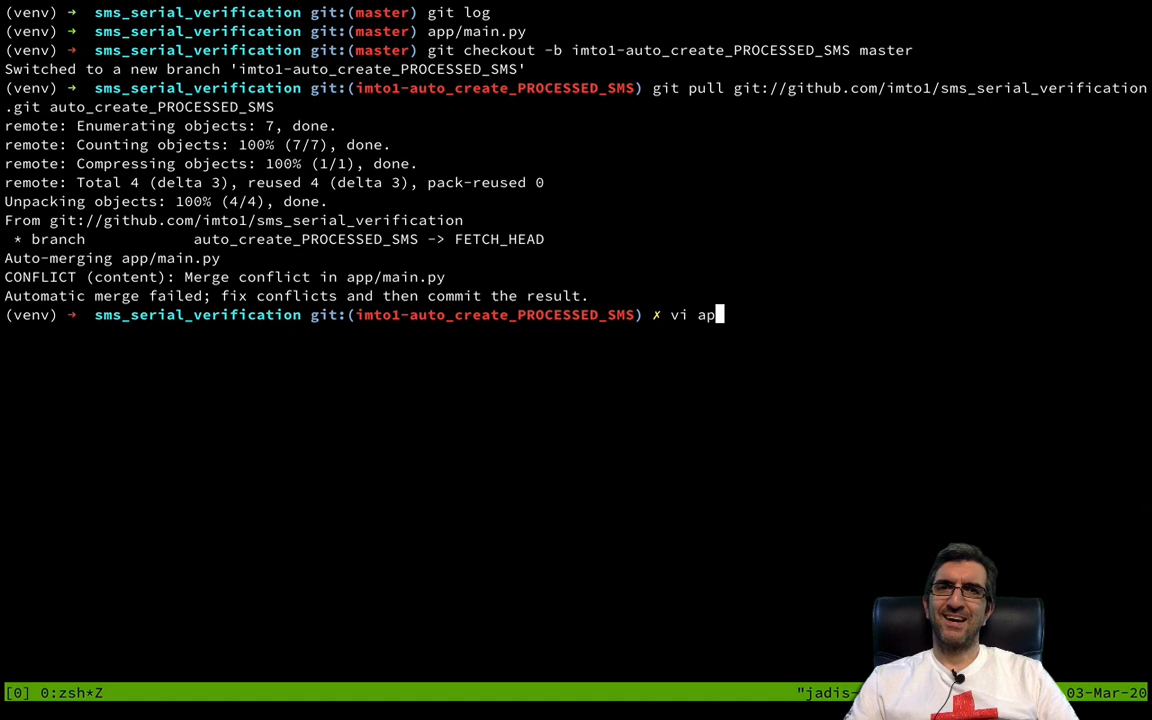 (venv) → sms_serial_verification git:(master) git log
(venv) → sms_serial_verification git:(master) app/main.py
(venv) → sms_serial_verification git:(master) git checkout -b imto1-auto_create_PROCESSED_SMS master
Switched to a new branch 'imto1-auto_create_PROCESSED_SMS'
(venv) → sms_serial_verification git:(imto1-auto_create_PROCESSED_SMS) git pull git://github.com/imto1/sms_serial_verification
.git auto_create_PROCESSED_SMS
remote: Enumerating objects: 7, done.
remote: Counting objects: 100% (7/7), done.
remote: Compressing objects: 100% (1/1), done.
remote: Total 4 (delta 3), reused 4 (delta 3), pack-reused 0
Unpacking objects: 100% (4/4), done.
From git://github.com/imto1/sms_serial_verification
* branch auto_create_PROCESSED_SMS -> FETCH_HEAD
Auto-merging app/main.py
CONFLICT (content): Merge conflict in app/main.py
Automatic merge failed; fix conflicts and then commit the result.
(venv) → sms_serial_verification git:(imto1-auto_create_PROCESSED_SMS) ✗ vi ap
[0] 0:zsh*Z "jadis- 03-Mar-20